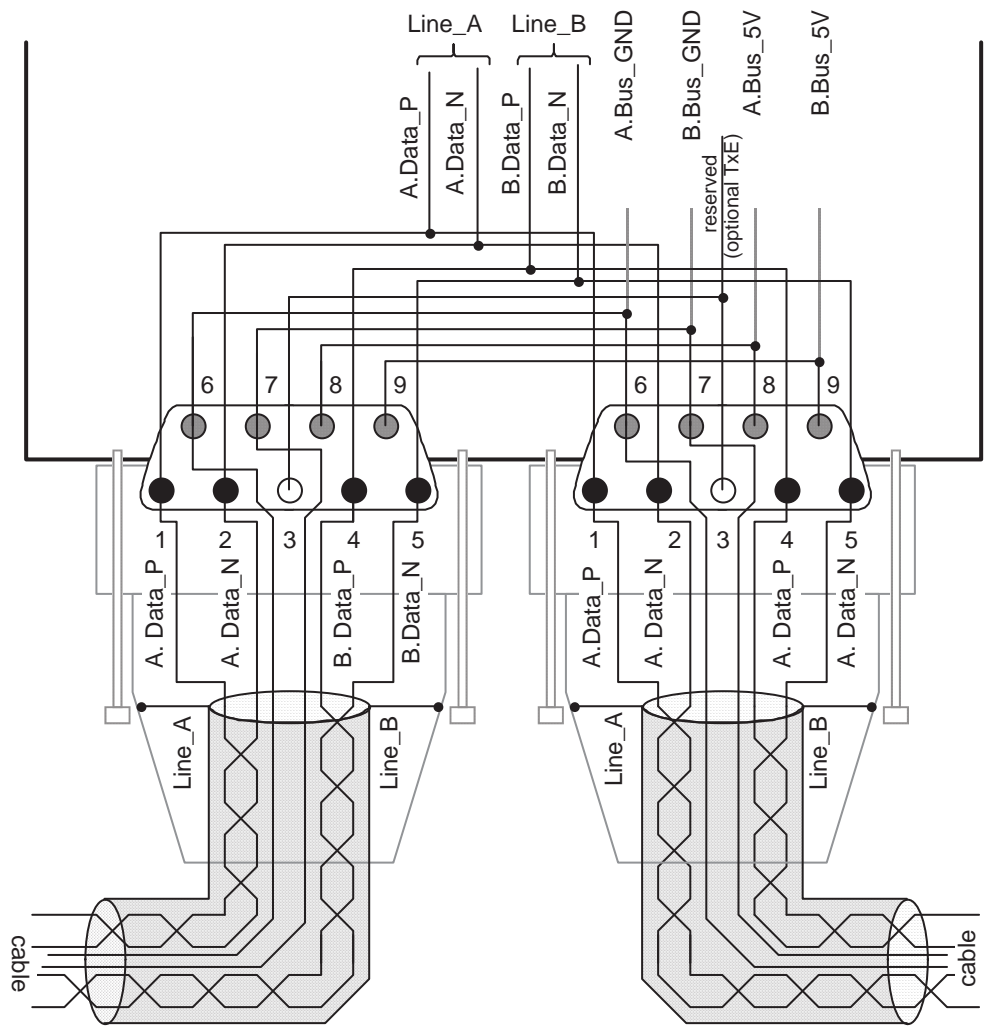 Line_A
Line_B
A.Data_P
A.Data_N
B.Data_P
B.Data_N
A.Bus_GND
B.Bus_GND
reserved
(optional TxE)
A.Bus_5V
B.Bus_5V
6
7
8
9
6
7
8
9
1
2
3
4
5
1
2
3
4
5
A. Data_P
A. Data_N
B. Data_P
B.Data_N
A.Data_P
A. Data_N
A. Data_P
A. Data_N
Line_A
Line_B
Line_A
Line_B
cable
cable